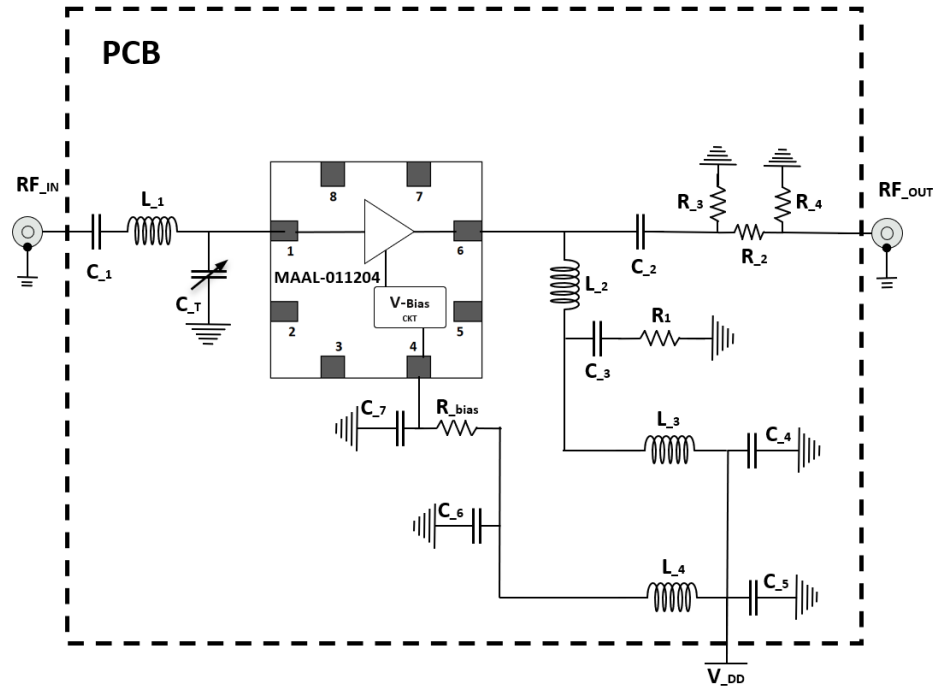 PCB
RF_IN
C_1
L_1
C_T
8
7
1
6
MAAL-011204
V-Bias
CKT
2
5
3
4
L_2
C_2
R_3
R_2
R_4
RF_OUT
C_3
R1
C_7
R_bias
L_3
C_4
C_6
L_4
C_5
V_DD